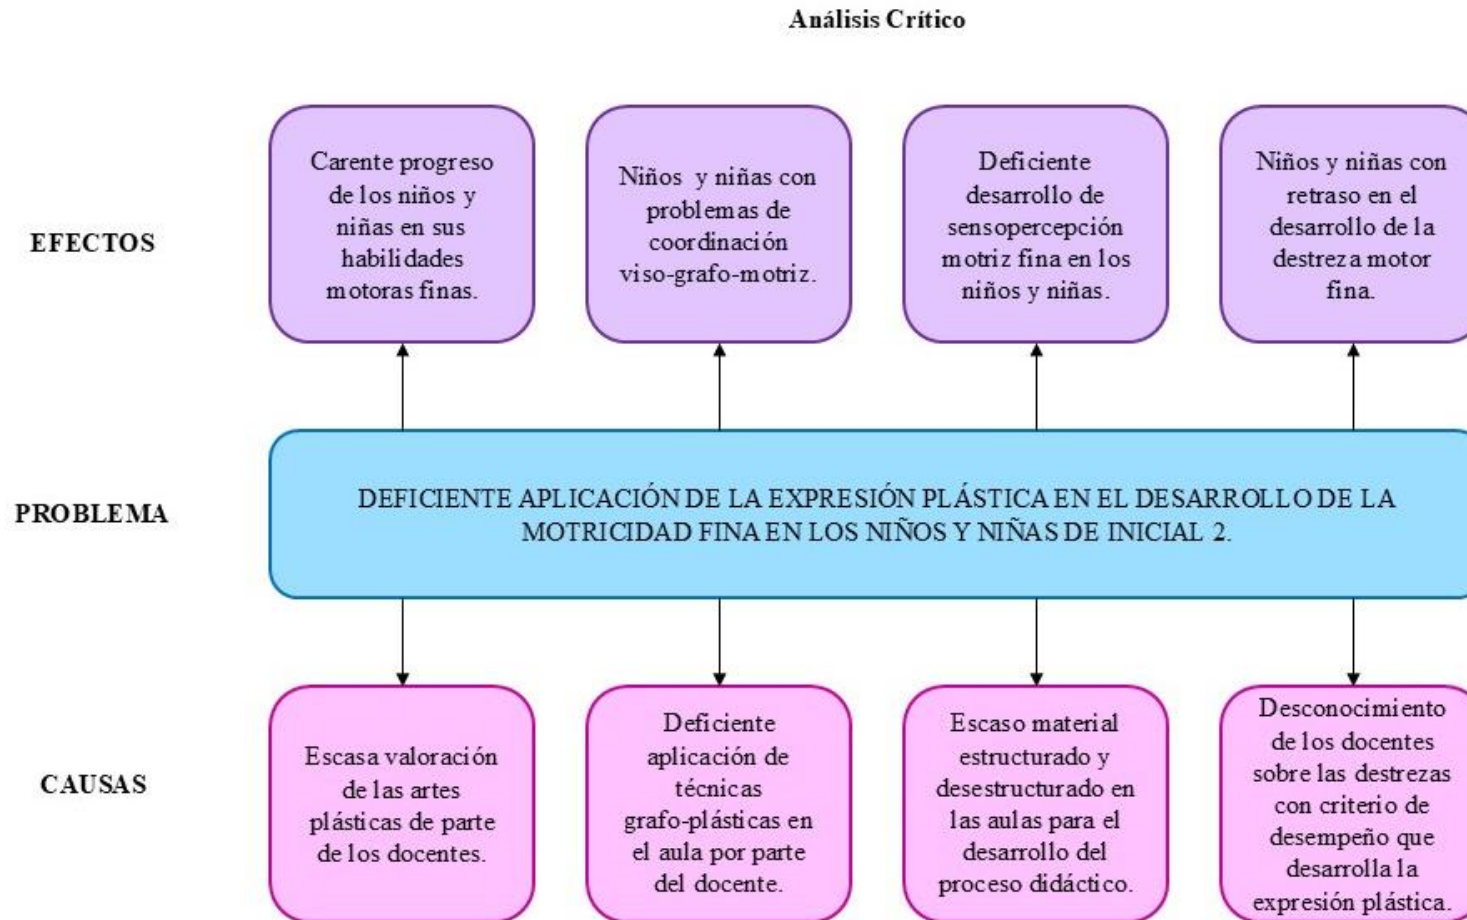 Análisis Crítico
EFECTOS
Carente progreso
de los niños y
niñas en sus
habilidades
motoras finas.
Niños y niñas con
problemas de
coordinación
viso-grafo-motriz.
Deficiente
desarrollo de
sensopercepción
motriz fina en los
niños y niñas.
Niños y niñas con
retraso en el
desarrollo de la
destreza motor
fina.
PROBLEMA
DEFICIENTE APLICACIÓN DE LA EXPRESIÓN PLÁSTICA EN EL DESARROLLO DE LA
MOTRICIDAD FINA EN LOS NIÑOS Y NIÑAS DE INICIAL 2.
CAUSAS
Escasa valoración
de las artes
plásticas de parte
de los docentes.
Deficiente
aplicación de
técnicas
grafo-plásticas en
el aula por parte
del docente.
Escaso material
estructurado y
desestructurado en
las aulas para el
desarrollo del
proceso didáctico.
Desconocimiento
de los docentes
sobre las destrezas
con criterio de
desempeño que
desarrolla la
expresión plástica.